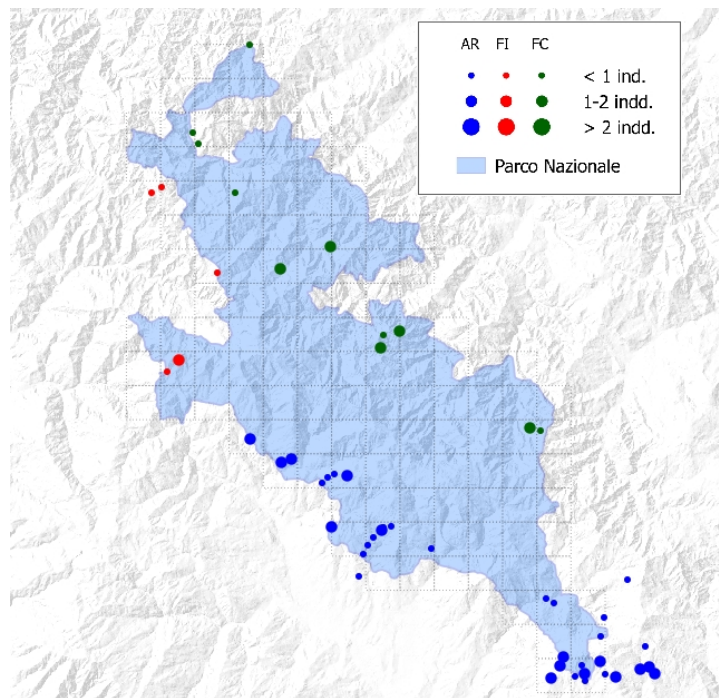 AR FI FC
< 1 ind.
1-2 indd.
> 2 indd.
Parco Nazionale